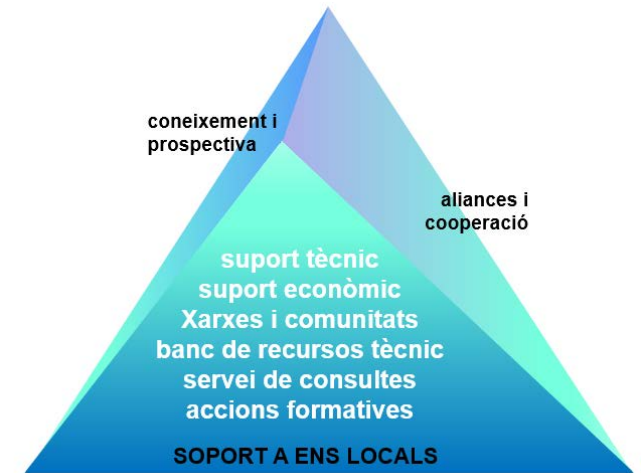 coneixement i
prospectiva
aliances i
cooperació
suport tècnic
suport econòmic
Xarxes i comunitats
banc de recursos tècnic
servei de consultes
accions formatives
SOPORT A ENS LOCALS